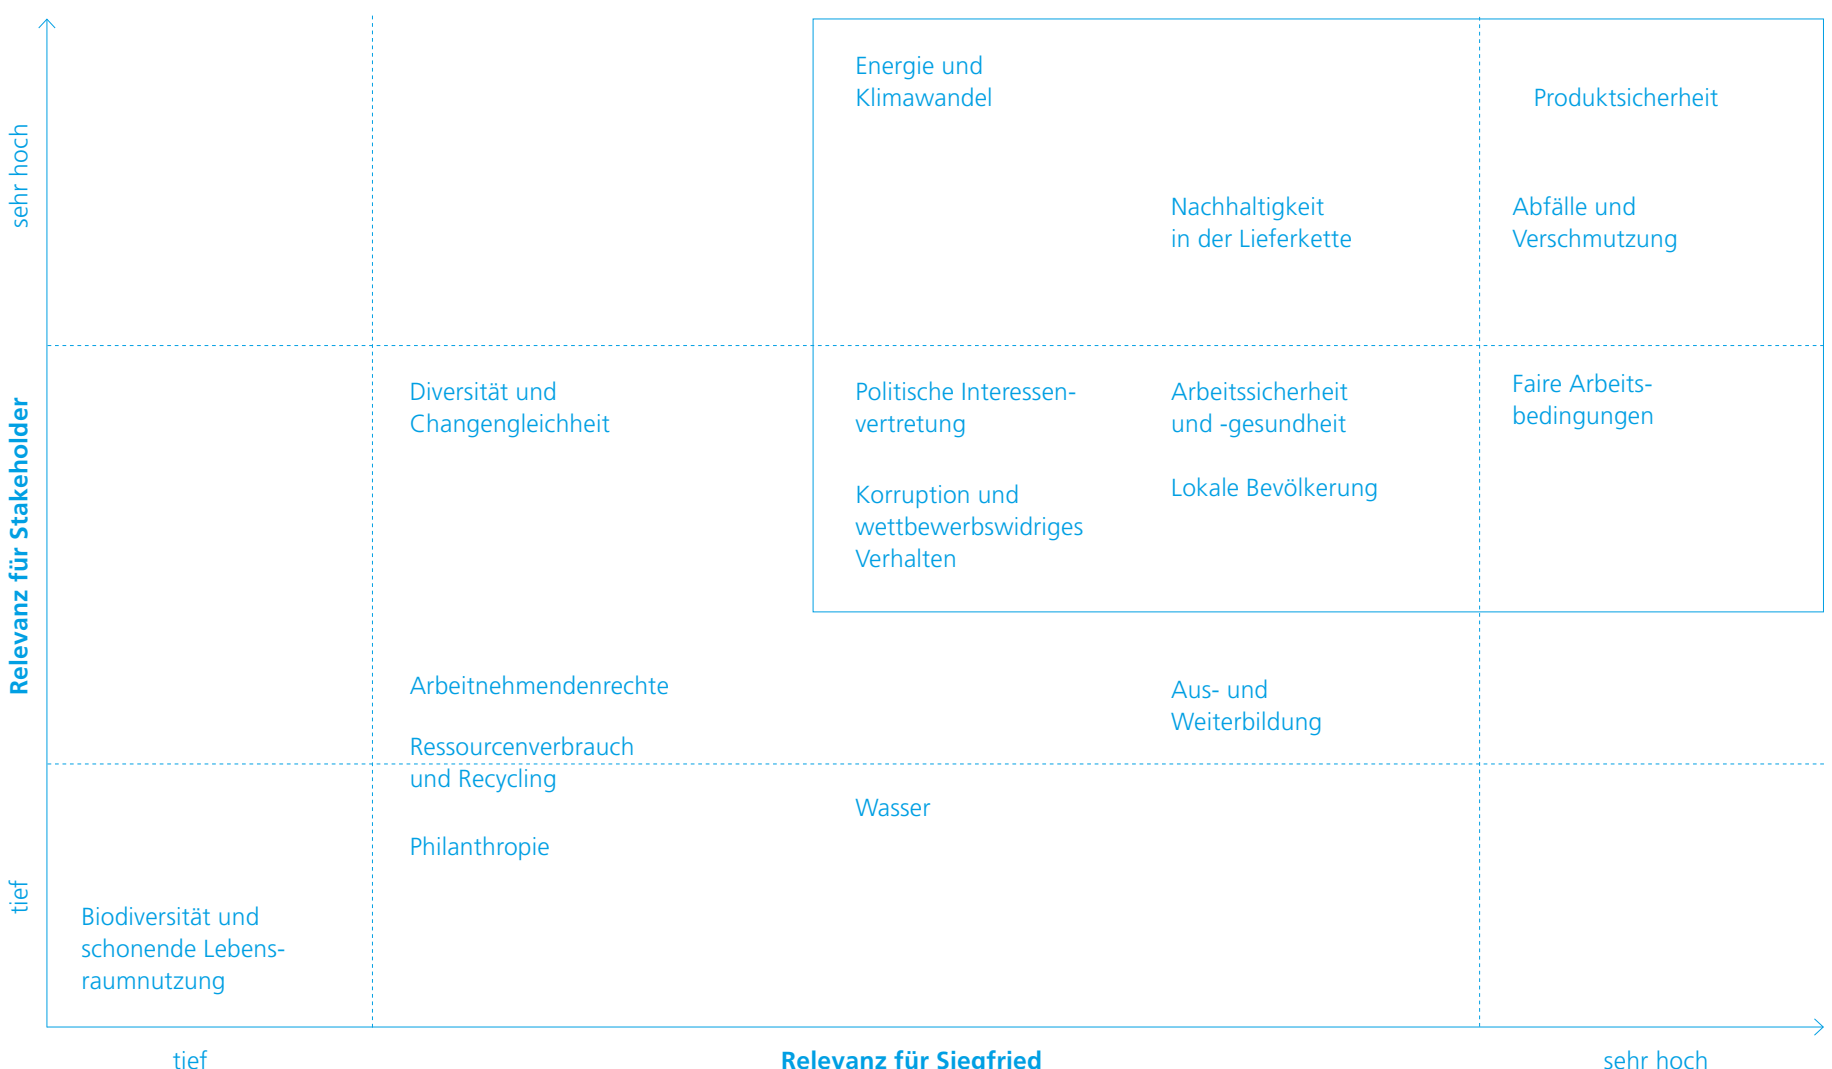 sehr hoch
Relevanz für Stakeholder
tief
Energie und
Klimawandel
Produktsicherheit
Nachhaltigkeit
in der Lieferkette
Abfälle und
Verschmutzung
Diversität und
Changengleichheit
Politische Interessen-
vertretung
Arbeitssicherheit
und -gesundheit
Faire Arbeits-
bedingungen
Korruption und
wettbewerbswidriges
Verhalten
Lokale Bevölkerung
Arbeitnehmendenrechte
Aus- und
Weiterbildung
Ressourcenverbrauch
und Recycling
Wasser
Philanthropie
Biodiversität und
schonende Lebens-
raumnutzung
tief
Relevanz für Siegfried
sehr hoch